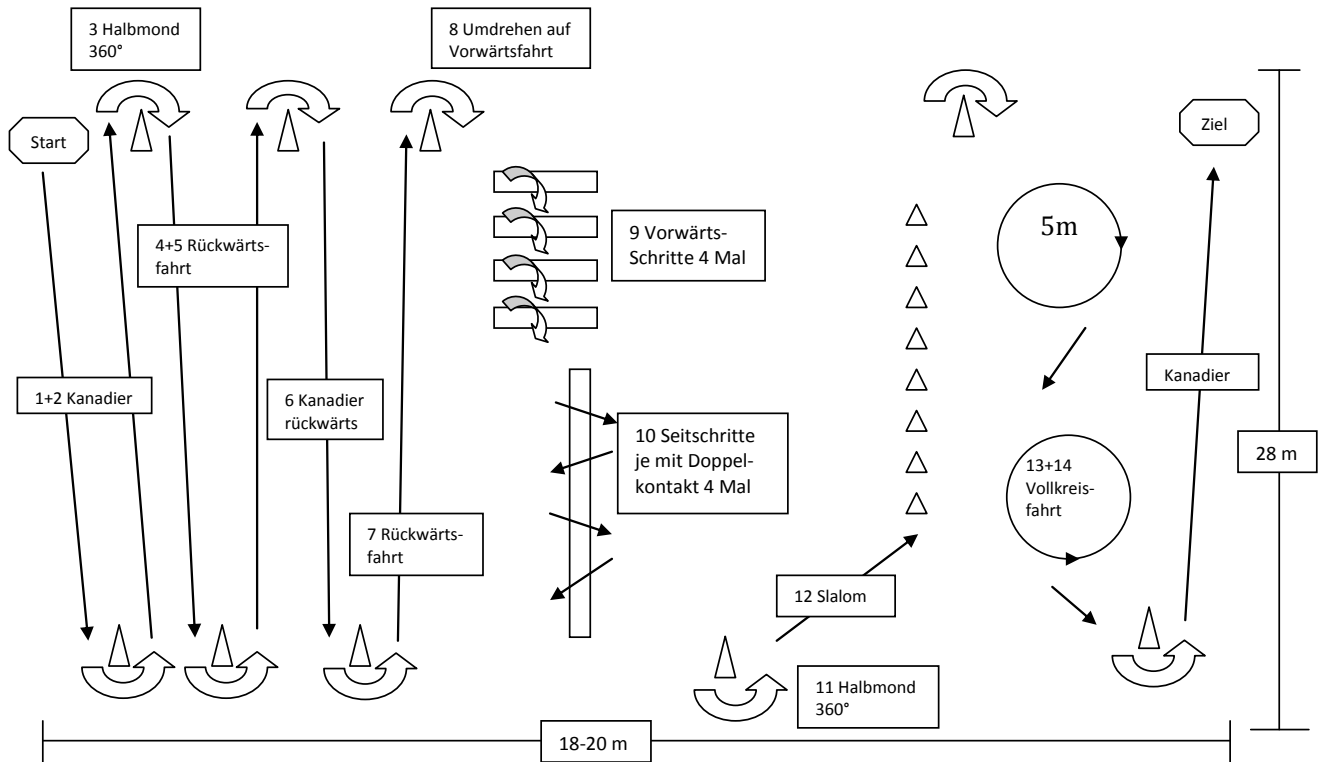 3 Halbmond
360°
8 Umdrehen auf
Vorwärtsfahrt
Start
Ziel
4+5 Rückwärts-
fahrt
9 Vorwärts-
Schritte 4 Mal
5m
1+2 Kanadier
6 Kanadier
rückwärts
Kanadier
10 Seitschritte
je mit Doppel-
kontakt 4 Mal
28 m
13+14
Vollkreis-
fahrt
7 Rückwärts-
fahrt
12 Slalom
11 Halbmond
360°
18-20 m